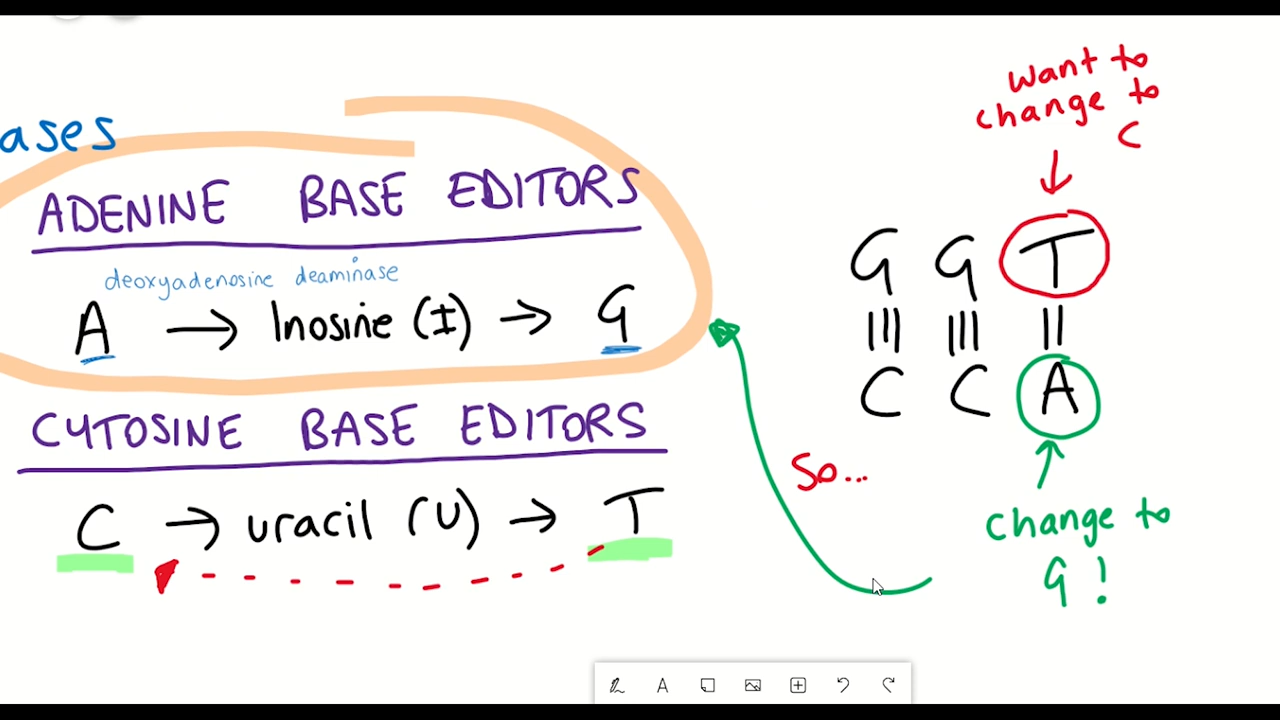 ases
ADENINE BASE EDITORS
deoxyadenosine deaminase
A → Inosine (I) → G
CYTOSINE BASE EDITORS
C → uracil (U) → T
want to
change to
C
G G T
C C A
So...
Change to
G!
A